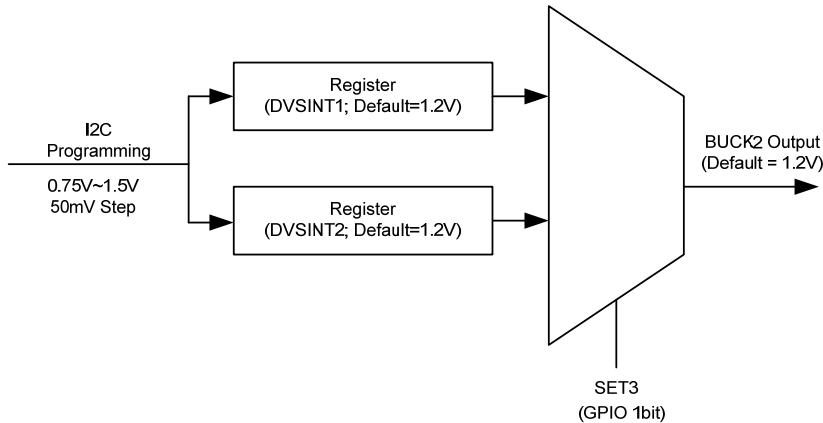 I2C
Programming
0.75V~1.5V
50mV Step
Register
(DVSINT1; Default=1.2V)
Register
(DVSINT2; Default=1.2V)
BUCK2 Output
(Default = 1.2V)
SET3
(GPIO 1bit)